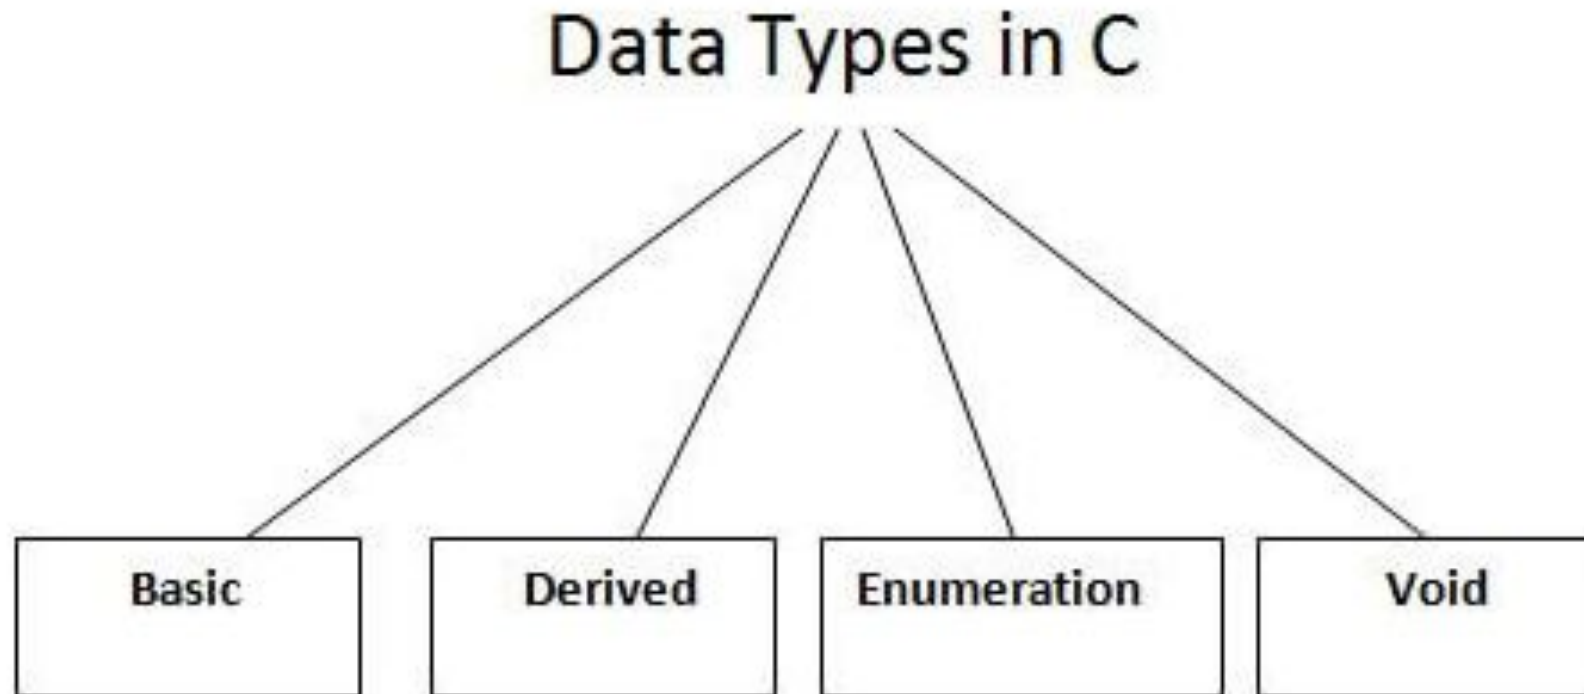 Data Types in C
Basic
Derived
Enumeration
Void